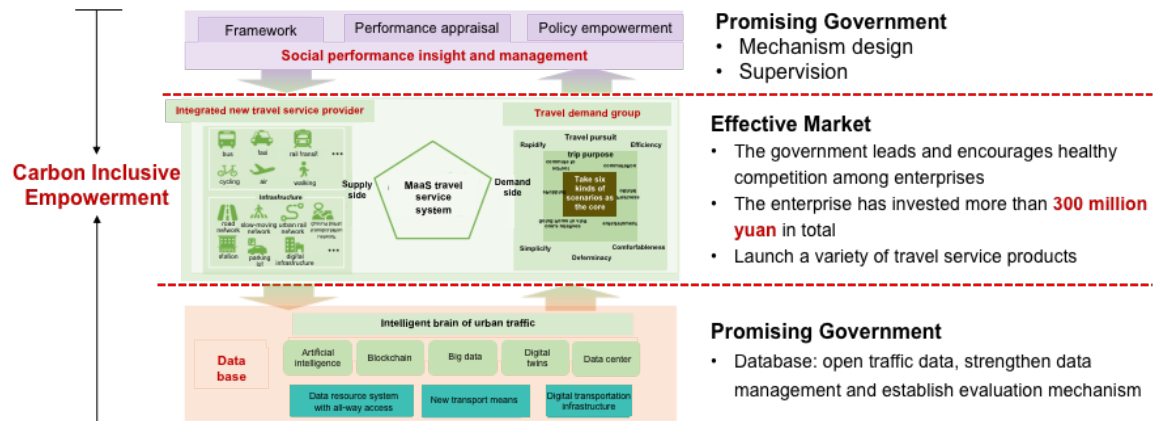 Framework
Performance appraisal
Policy empowerment
Social performance insight and management
Promising Government
• Mechanism design
• Supervision
Carbon Inclusive
Empowerment
Integrated new travel service provider
bus
taxi
rail transit
...
cycling
air
walking
Infrastructure
road
network
slow-moving
network
urban rail
network
station
parking
lot
digital
infrastructure
...
Supply
side
MaaS travel
service
system
Demand
side
Travel demand group
Travel pursuit
Rapidify
Efficiency
trip purpose
Take six
kinds of
scenarios as
the core
Simplicify
Comfortableness
Determinacy
Effective Market
• The government leads and encourages healthy
competition among enterprises
• The enterprise has invested more than 300 million
yuan in total
• Launch a variety of travel service products
Intelligent brain of urban traffic
Data
base
Artificial
intelligence
Blockchain
Big data
Digital
twins
Data center
Data resource system
with all-way access
New transport means
Digital transportation
infrastructure
Promising Government
• Database: open traffic data, strengthen data
management and establish evaluation mechanism